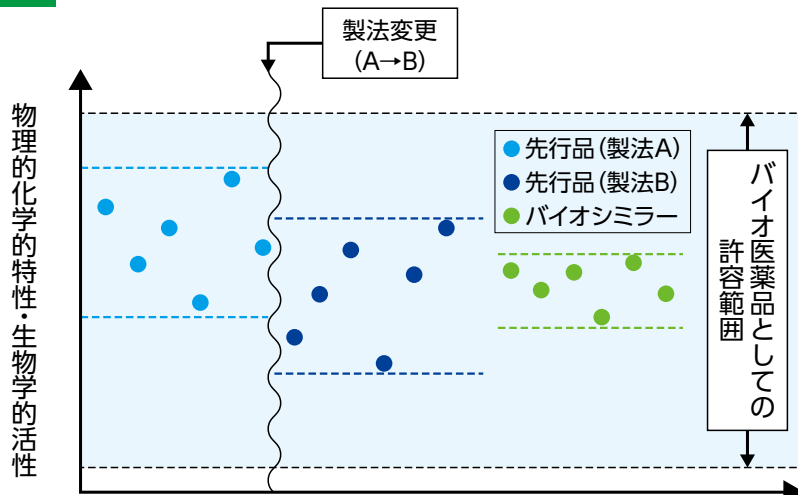 製法変更
(A→B)
物理的化学的特性・生物学的活性
先行品(製法A)
先行品(製法B)
バイオシミラー
バイオ医薬品としての
許容範囲